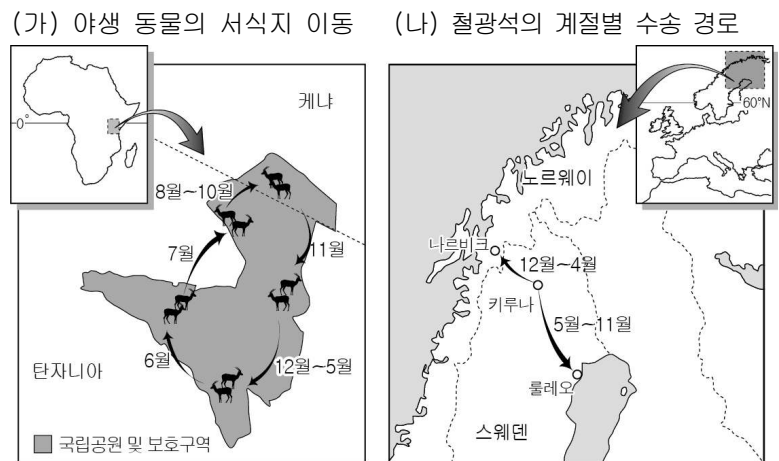 (가) 야생 동물의 서식지 이동
(나) 철광석의 계절별 수송 경로
0°
케냐
8월~10월
11월
7월
6월
12월~5월
탄자니아
국립공원 및 보호구역
60°N
노르웨이
나르비크
12월~4월
키루나
5월~11월
룰레오
스웨덴